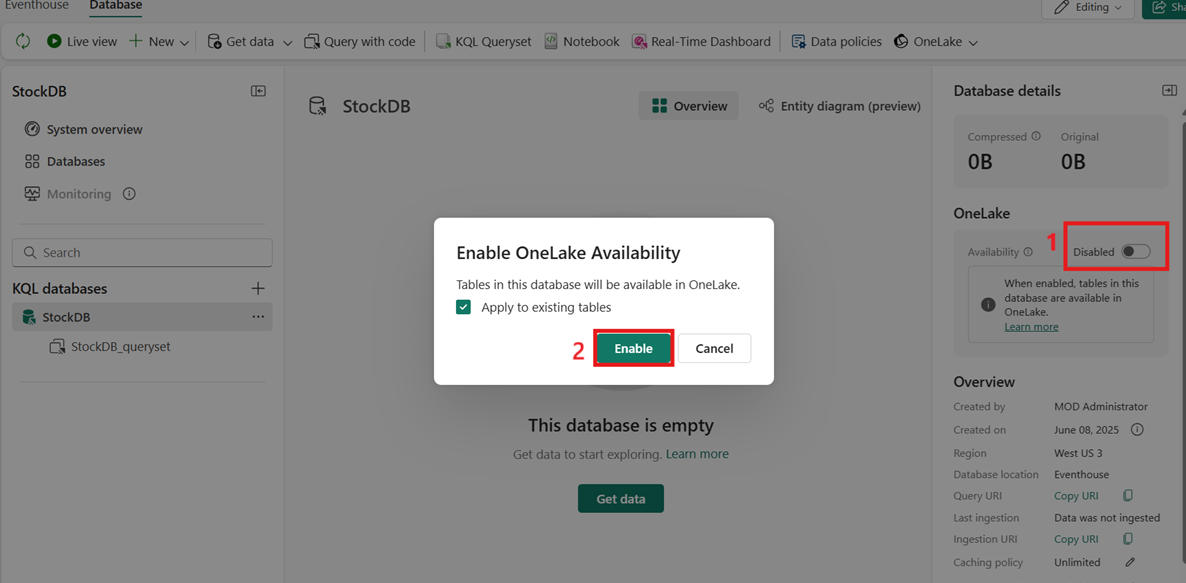 Eventhouse Database
Editing
Live view New Get data Query with code KQL Queryset Notebook Real-Time Dashboard Data policies OneLake
StockDB
System overview
Databases
Monitoring
Search
KQL databases
StockDB
StockDB_queryset
StockDB
Overview Entity diagram (preview)
Enable OneLake Availability
Tables in this database will be available in OneLake.
Apply to existing tables
2 Enable Cancel
This database is empty
Get data to start exploring. Learn more
Get data
Database details
Compressed Original
0B 0B
OneLake
Availability 1 Disabled
When enabled, tables in this
database are available in
OneLake.
Learn more
Overview
Created by MOD Administrator
Created on June 08, 2025
Region West US 3
Database location Eventhouse
Query URI Copy URI
Last ingestion Data was not ingested
Ingestion URI Copy URI
Caching policy Unlimited